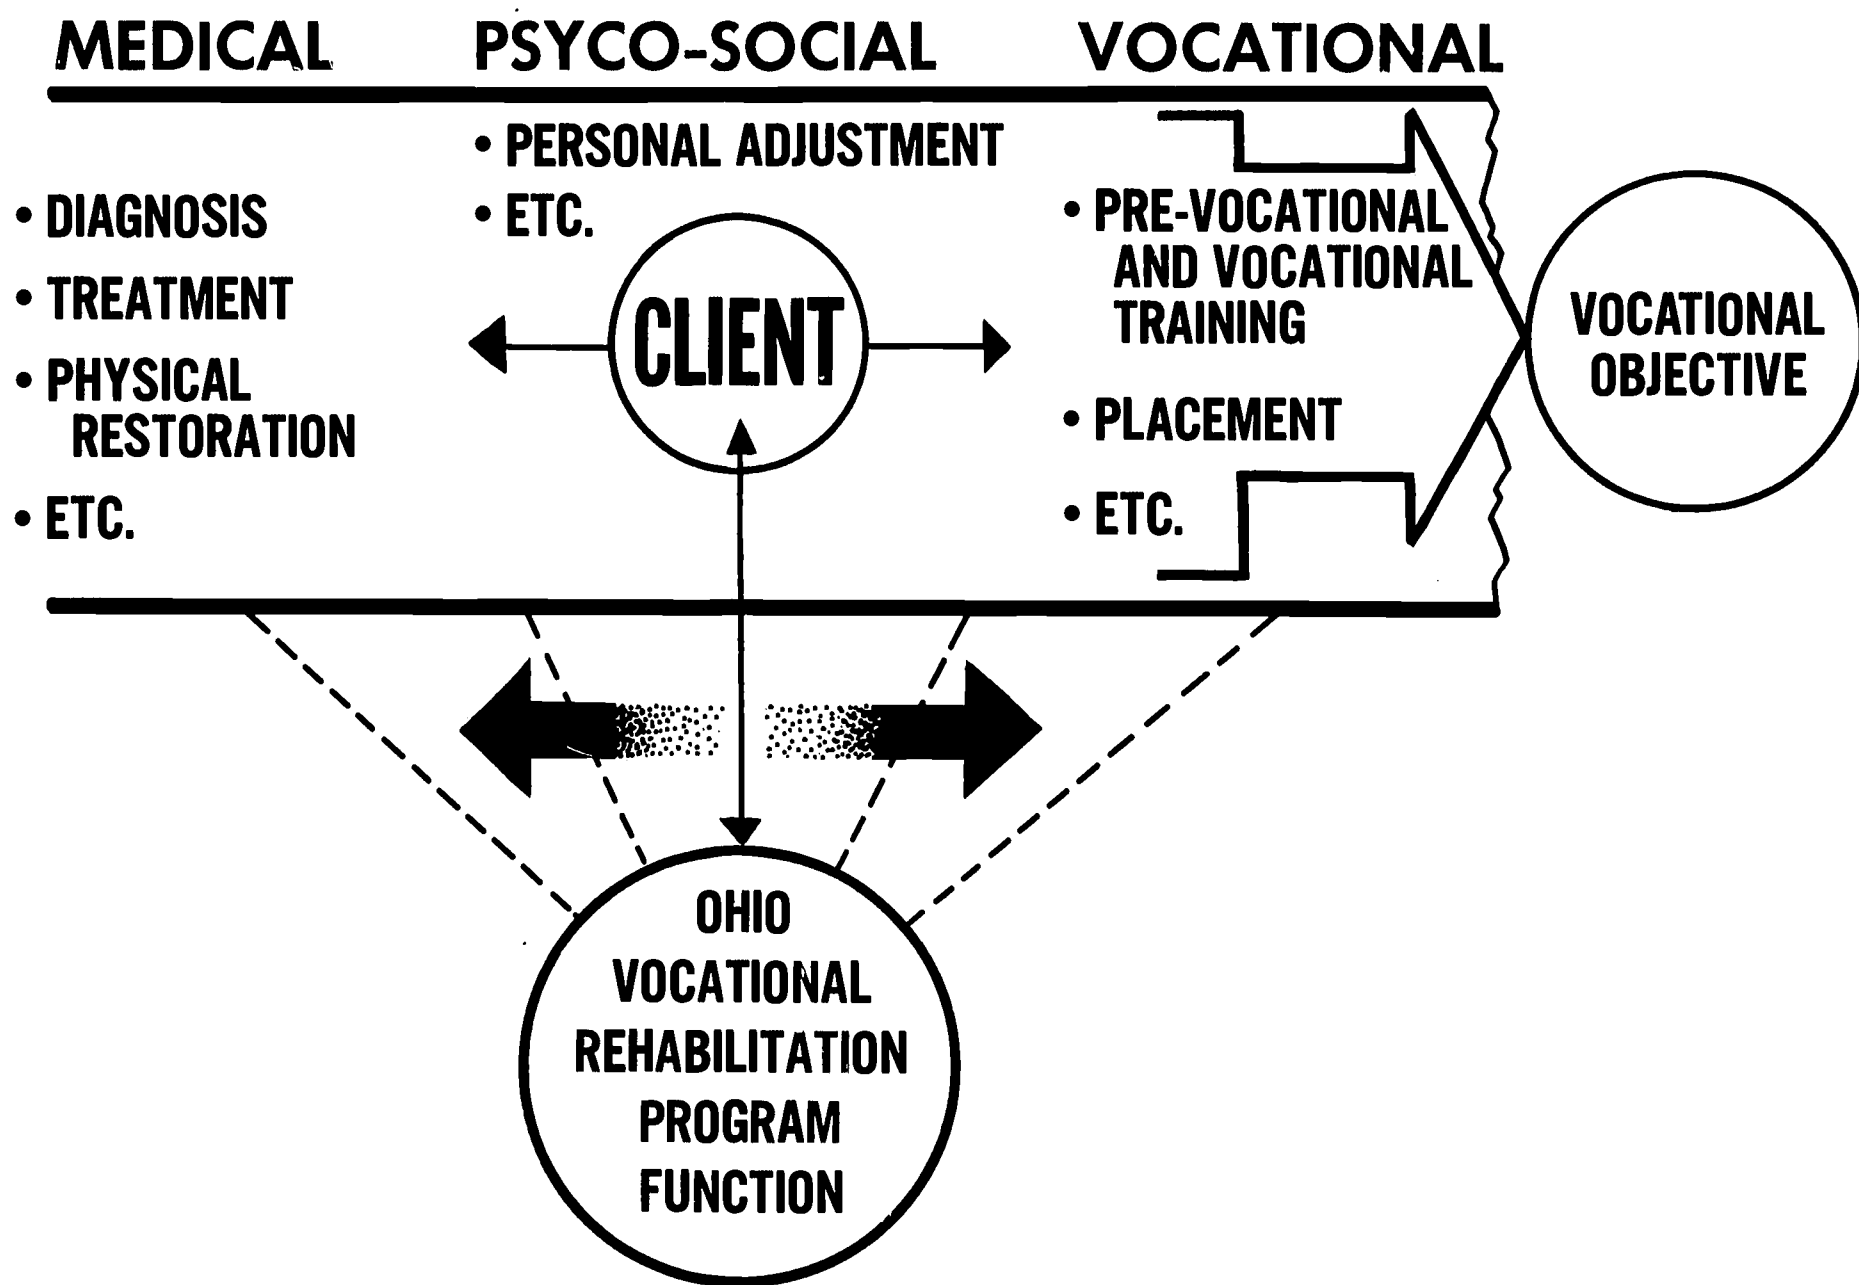 MEDICAL
PSYCO-SOCIAL
VOCATIONAL
• DIAGNOSIS
• TREATMENT
• PHYSICAL
RESTORATION
• ETC.
• PERSONAL ADJUSTMENT
• ETC.
CLIENT
• PRE-VOCATIONAL
AND VOCATIONAL
TRAINING
• PLACEMENT
• ETC.
VOCATIONAL
OBJECTIVE
OHIO
VOCATIONAL
REHABILITATION
PROGRAM
FUNCTION